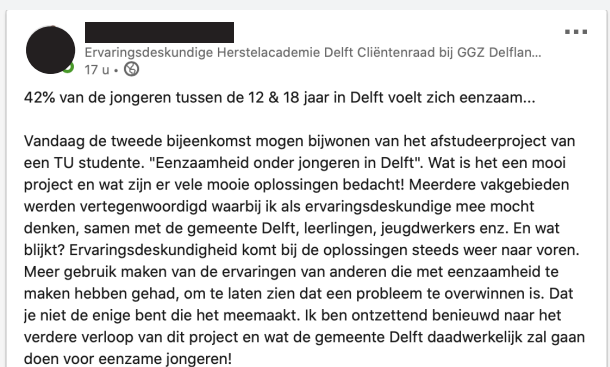 Ervaringsdeskundige Herstelacademie Delft Cliëntenraad bij GGZ Delflan...
17 u •
42% van de jongeren tussen de 12 & 18 jaar in Delft voelt zich eenzaam...
Vandaag de tweede bijeenkomst mogen bijwonen van het afstudeerproject van
een TU studente. "Eenzaamheid onder jongeren in Delft". Wat is het een mooi
project en wat zijn er vele mooie oplossingen bedacht! Meerdere vakgebieden
werden vertegenwoordigd waarbij ik als ervaringsdeskundige mee mocht
denken, samen met de gemeente Delft, leerlingen, jeugdwerkers enz. En wat
blijkt? Ervaringsdeskundigheid komt bij de oplossingen steeds weer naar voren.
Meer gebruik maken van de ervaringen van anderen die met eenzaamheid te
maken hebben gehad, om te laten zien dat een probleem te overwinnen is. Dat
je niet de enige bent die het meemaakt. Ik ben ontzettend benieuwd naar het
verdere verloop van dit project en wat de gemeente Delft daadwerkelijk zal gaan
doen voor eenzame jongeren!